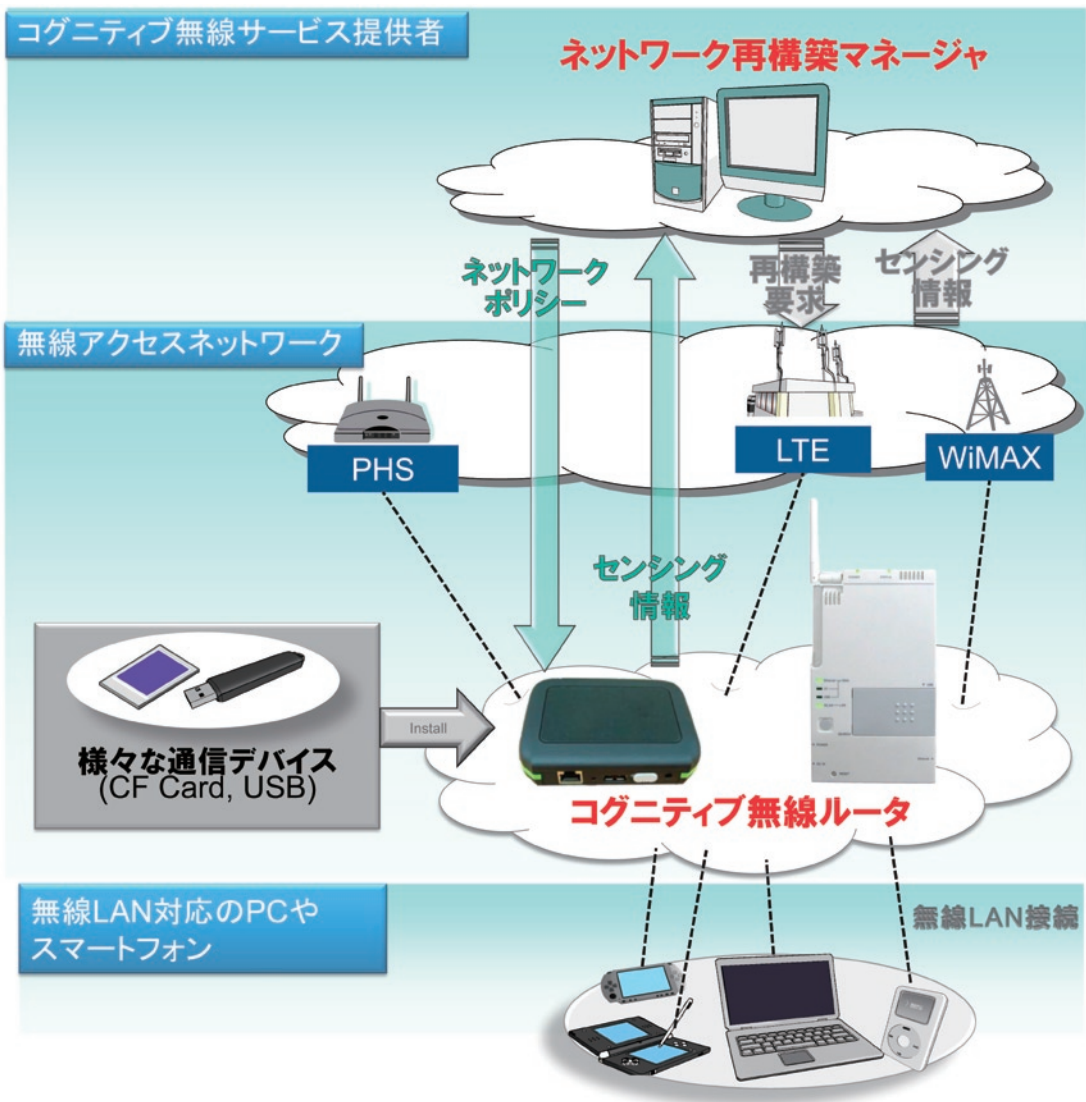 コグニティブ無線サービス提供者
ネットワーク再構築マネージャ
ネットワーク
ポリシー
再構築
要求
センシング
情報
無線アクセスネットワーク
PHS
LTE
WiMAX
センシング
情報
Install
様々な通信デバイス
(CF Card, USB)
コグニティブ無線ルータ
無線LAN対応のPCや
スマートフォン
無線LAN接続